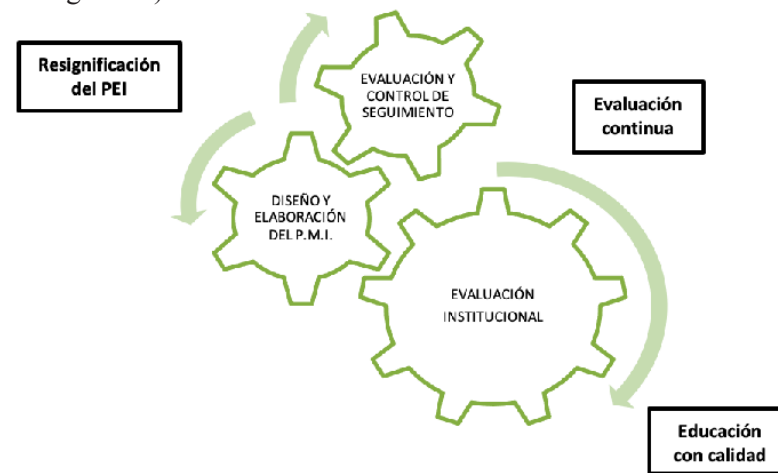 Resignificación
del PEI
EVALUACIÓN Y
CONTROL DE
SEGUIMIENTO
Evaluación
continua
DISEÑO Y
ELABORACIÓN
DEL P.M.I.
EVALUACIÓN
INSTITUCIONAL
Educación
con calidad